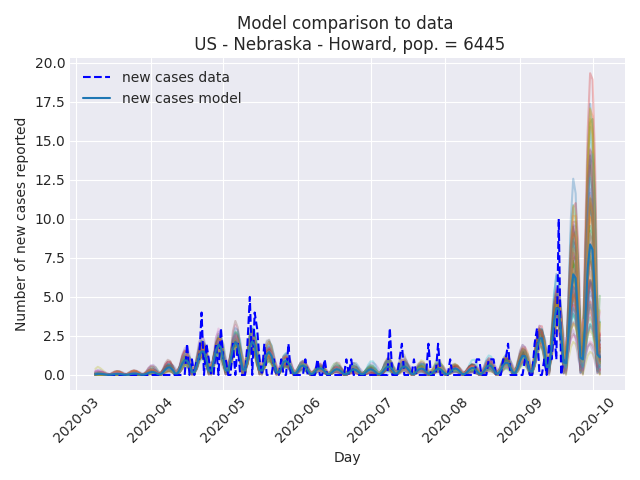 Model comparison to data
US - Nebraska - Howard, pop. = 6445
20.0
17.5
15.0
12.5
10.0
7.5
5.0
2.5
0.0
Number of new cases reported
new cases data
new cases model
2020-03
2020-04
2020-05
2020-06
2020-07
2020-08
2020-09
2020-10
Day